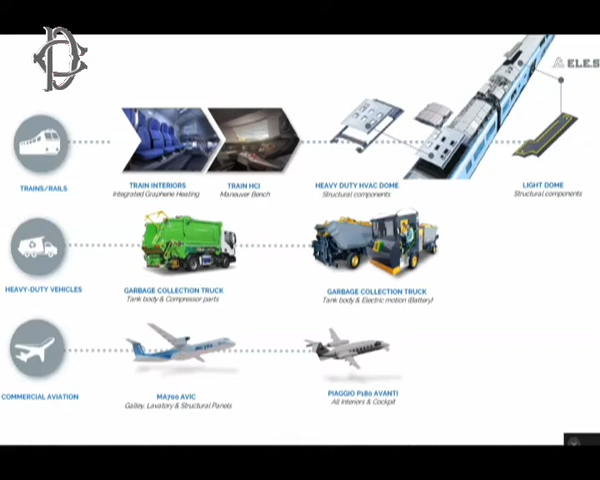 ELES
TRAINS/RAILS
TRAIN INTERIORS
Integrated Graphene Heating
TRAIN HCI
Maneuver Bench
HEAVY DUTY HVAC DOME
Structural components
LIGHT DOME
Structural components
HEAVY-DUTY VEHICLES
GARBAGE COLLECTION TRUCK
Tank body & Compressor parts
GARBAGE COLLECTION TRUCK
Tank body & Electric motion (Battery)
COMMERCIAL AVIATION
MA700 AVIC
Galley, Lavatory & Structural Panels
PIAGGIO P180 AVANTI
All Interiors & Cockpit